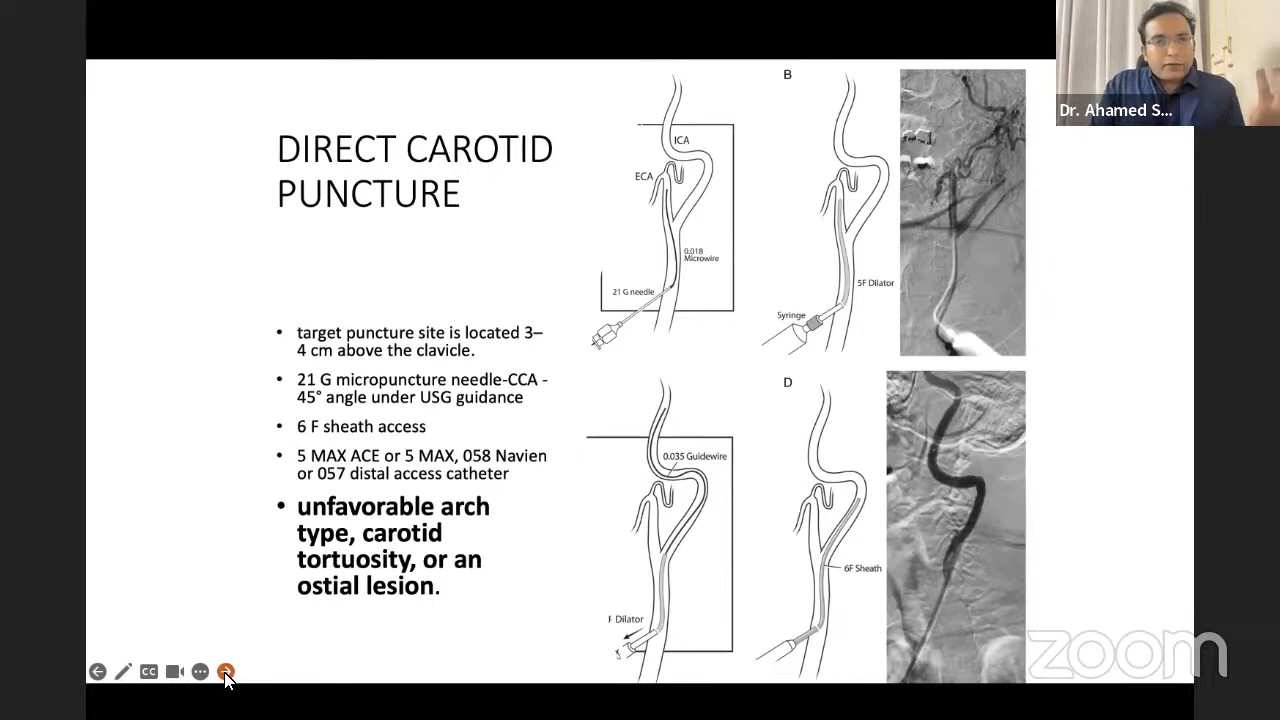 DIRECT CAROTID
PUNCTURE
• target puncture site is located 3–
4 cm above the clavicle.
• 21 G micropuncture needle-CCA -
45° angle under USG guidance
• 6 F sheath access
• 5 MAX ACE or 5 MAX, 058 Navien
or 057 distal access catheter
• unfavorable arch
type, carotid
tortuosity, or an
ostial lesion.
ICA
ECA
0.018
Microwire
21 G needle
B
5F Dilator
Syringe
0.035 Guidewire
F Dilator
D
6F Sheath
Dr. Ahamed S...
CC
zoom